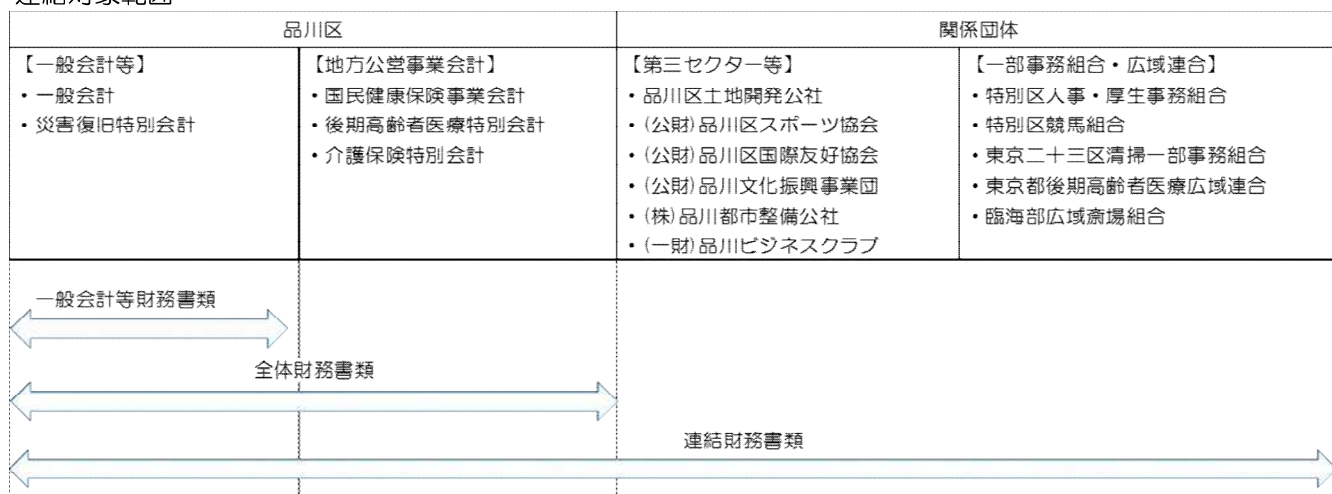 連結対象範囲
品川区
関係団体
【一般会計等】
・一般会計
・災害復旧特別会計
【地方公営事業会計】
・国民健康保険事業会計
・後期高齢者医療特別会計
・介護保険特別会計
【第三セクター等】
・品川区土地開発公社
・(公財)品川区スポーツ協会
・(公財)品川区国際友好協会
・(公財)品川文化振興事業団
・(株)品川都市整備公社
・(一財)品川ビジネスクラブ
【一部事務組合・広域連合】
・特別区人事・厚生事務組合
・特別区競馬組合
・東京二十三区清掃一部事務組合
・東京都後期高齢者医療広域連合
・臨海部広域斎場組合
一般会計等財務書類
全体財務書類
連結財務書類